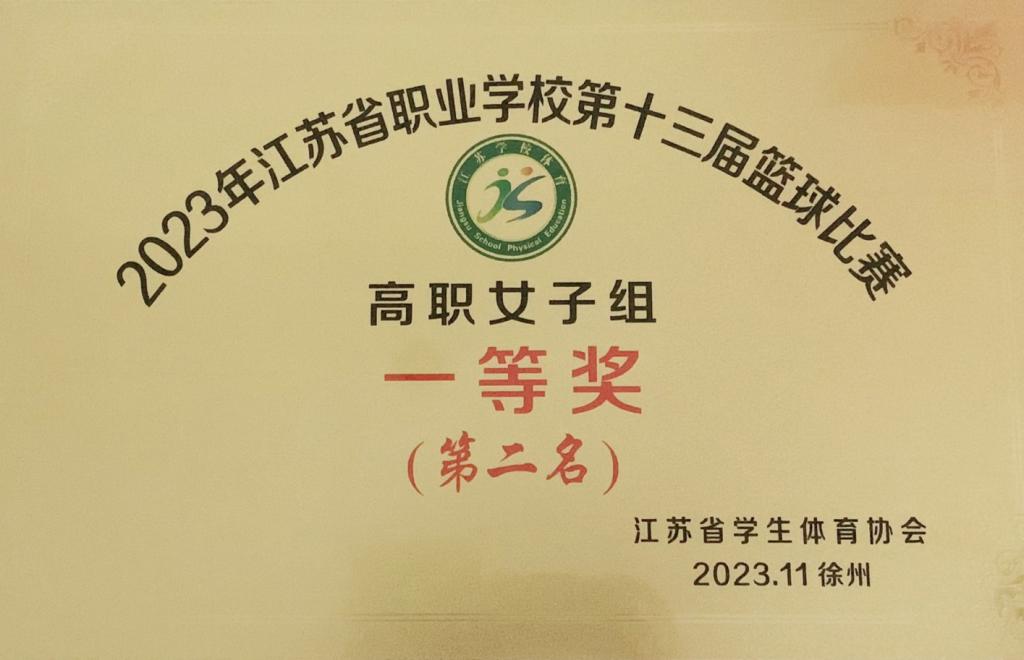 2023年江苏省职业学校第十三届篮球比赛
江苏学校体育
Jiangsu School Physical Education
高职女子组
一等奖
（第二名）
江苏省学生体育协会
2023.11 徐州